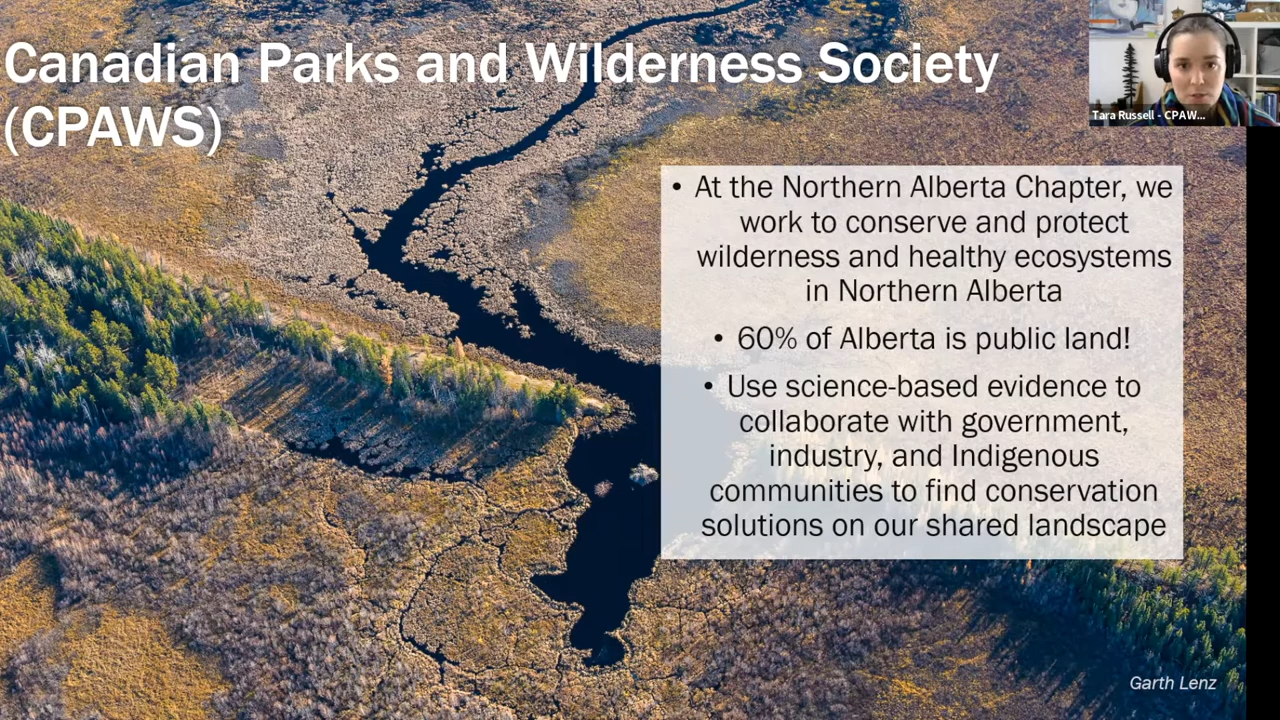 Canadian Parks and Wilderness Society
(CPAWS)
Tara Russell - CPAW...
• At the Northern Alberta Chapter, we
work to conserve and protect
wilderness and healthy ecosystems
in Northern Alberta
• 60% of Alberta is public land!
• Use science-based evidence to
collaborate with government,
industry, and Indigenous
communities to find conservation
solutions on our shared landscape
Garth Lenz